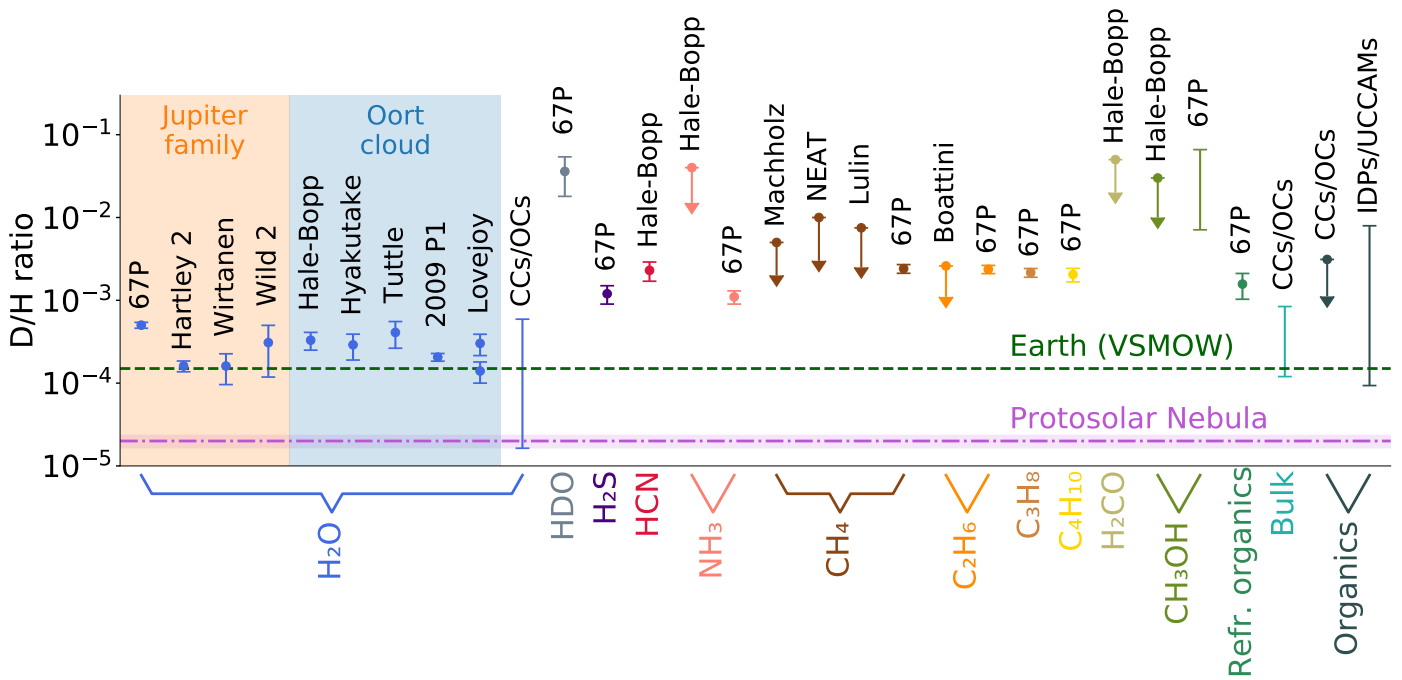 Jupiter
family
Oort
cloud
D/H ratio
10⁻¹
10⁻²
10⁻³
10⁻⁴
10⁻⁵
67P
Hartley 2
Wirtanen
Wild 2
Hale-Bopp
Hyakutake
Tuttle
2009 P1
Lovejoy
CCs/OCs
67P
67P
Hale-Bopp
Hale-Bopp
67P
Machholz
NEAT
Lulin
67P
Boattini
67P
67P
67P
Hale-Bopp
Hale-Bopp
67P
67P
CCs/OCs
CCs/OCs
IDPs/UCCAMs
Earth (VSMOW)
Protosolar Nebula
H₂O
HDO
H₂S
HCN
NH₃
CH₄
C₂H₆
C₃H₈
C₄H₁₀
H₂CO
CH₃OH
Refr. organics
Bulk
Organics